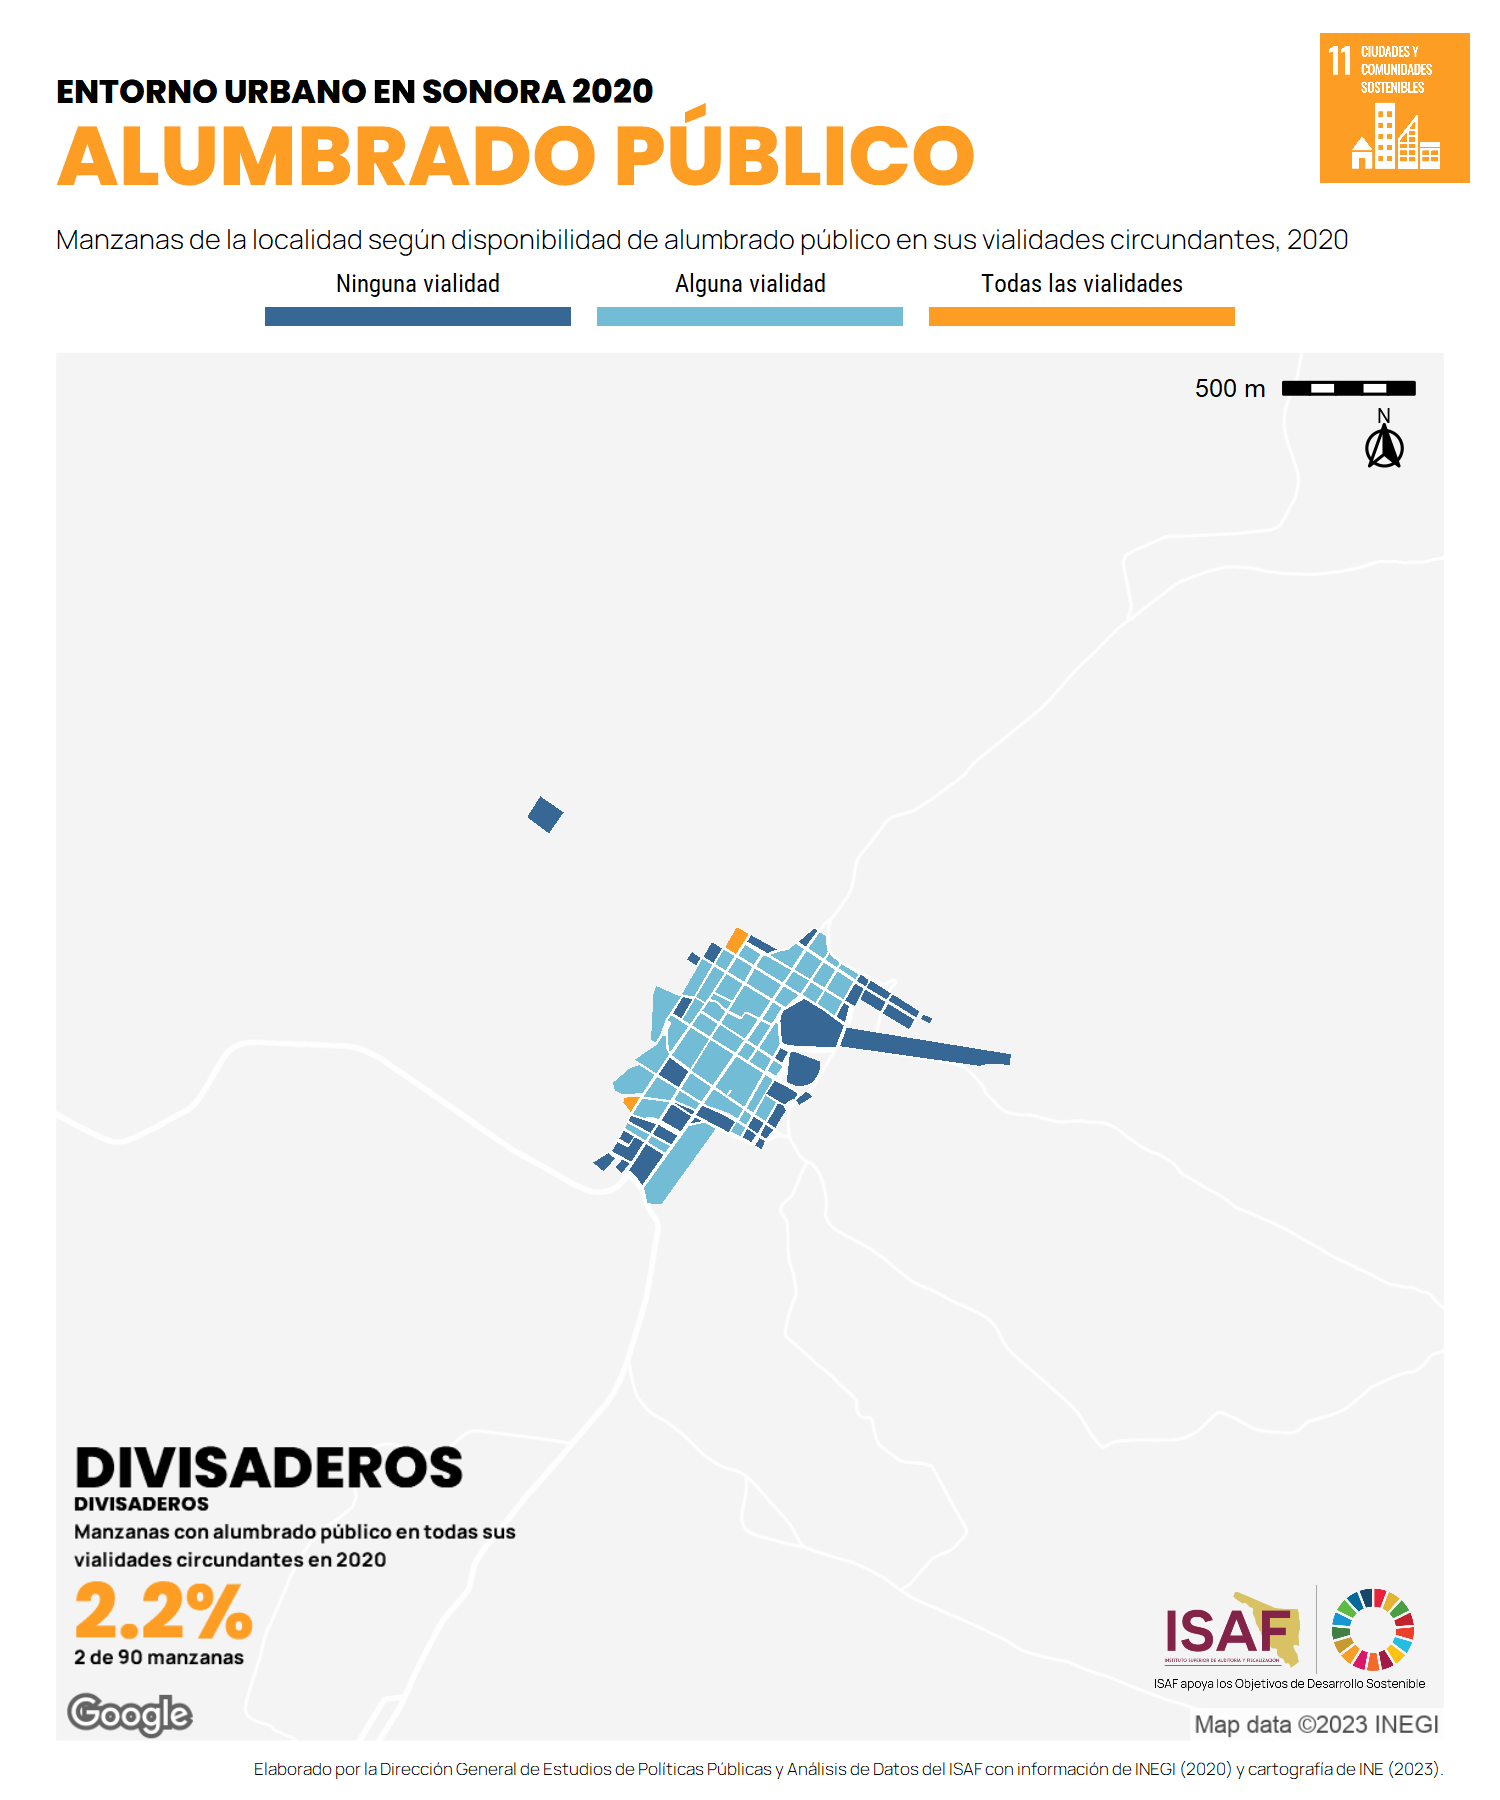 ENTORNO URBANO EN SONORA 2020
ALUMBRADO PÚBLICO
11 CIUDADES Y
COMUNIDADES
SOSTENIBLES
Manzanas de la localidad según disponibilidad de alumbrado público en sus vialidades circundantes, 2020
Ninguna vialidad
Alguna vialidad
Todas las vialidades
500 m
N
DIVISADEROS
DIVISADEROS
Manzanas con alumbrado público en todas sus
vialidades circundantes en 2020
2.2%
2 de 90 manzanas
Google
ISAF
INSTITUTO SUPERIOR DE AUDITORÍA Y FISCALIZACIÓN
ISAF apoya los Objetivos de Desarrollo Sostenible
Map data ©2023 INEGI
Elaborado por la Dirección General de Estudios de Políticas Públicas y Análisis de Datos del ISAF con información de INEGI (2020) y cartografía de INE (2023).